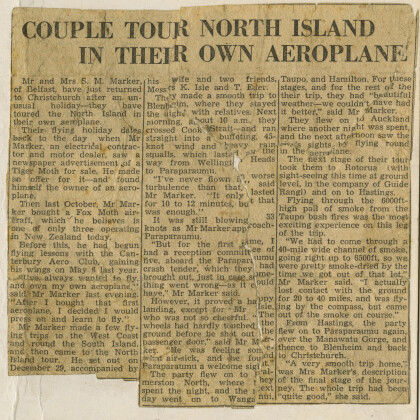 COUPLE TOUR NORTH ISLAND
IN THEIR OWN AEROPLANE
Mr and Mrs S. M. Marker,
of Belfast, have just returned
to Christchurch after an un-
usual holiday—they have
toured the North Island in
their own aeroplane.
Their flying holiday dates
back to the day when Mr
Marker, an electrical contrac-
tor and motor dealer, saw a
newspaper advertisement of a
Tiger Moth for sale. He made
an offer for it—and found
himself the owner of an aero-
plane.
Then last October, Mr Mar-
ker bought a Fox Moth air-
craft, which he believes is
one of only three operating
in New Zealand today.
Before this, he had begun
flying lessons with the Can-
terbury Aero Club, gaining
his wings on May 8 last year.
always wanted to fly
and own my own aeroplane,"
said Mr Marker last evening.
"After I bought that first
aeroplane, I decided I would
press on and learn to fly."
Mr Marker made a few fly-
ing trips to the West Coast
and round the South Island,
and then came to the North
Island tour. He set out on
December 29, accompanied by
his wife and two friends,
Mess K. Ide and T. Eder.
They made a smooth trip to
Blenheim, where they stayed
the night with relatives. Next
morning, about 10 a.m., they
crossed Cook Strait—and ran
straight into a buffeting, 45-
knot wind and heavy rain
squalls, which lasted
way from Wellington Heads
to Paraparaumu.
"I've never flown in worse
turbulence than that," said
Mr Marker. "It only lasted
for 10 to 12 minutes, but that
was enough."
It was still blowing 33
knots as Mr Marker approach-
Paraparaumu.
"But for the first time, I
had a reception commit-
tee, aboard the Paraparaumu
crash tender, which they
brought out, just in case any-
thing went wrong—as it could
have," Mr Marker said.
However, it proved a happy
landing, except for Mr Marker,
who was not so cheerful. "The
wheels had hardly touched the
ground before he shot out the
passenger door," said Mr Mar-
ker. "He was feeling some-
what air-sick, and he found
Paraparaumu a welcome sight."
The party flew on to Pal-
merston North, where they
spent the night, and the next
day went on to Wanganui,
Taupo, and Hamilton. For these
stages, and for the rest of the
their trip, they had "beautiful
weather—we couldn't have had
it better," said Mr Marker.
They flew on to Auckland
where another night was spent,
and the next afternoon saw the
sights by flying round
in the aeroplane.
The next stage of their tour
took them to Rotorua (with
sight-seeing this time at ground
level, in the company of Guide
Rangi) and on to Hastings.
Flying through the 6000ft-
high pall of smoke from the
Taupo bush fires was the most
exciting experience on this leg
of the trip.
"We had to come through a
40-mile wide channel of smoke,
going right up to 6500ft, so we
were pretty smoke-dried by the
time we got out of that lot,"
Mr Marker said. "I actually
lost contact with the ground
for 20 to 40 miles, and was fly-
ing by the compass, but came
out of the smoke on course."
From Hastings, the party
flew on to Paraparaumu again,
over the Manawatu Gorge, and
thence to Blenheim and back
to Christchurch.
"A very smooth trip home,"
was Mrs Marker's description
of the final stage of the jour-
ney. The whole trip had been
"quite good," she said.